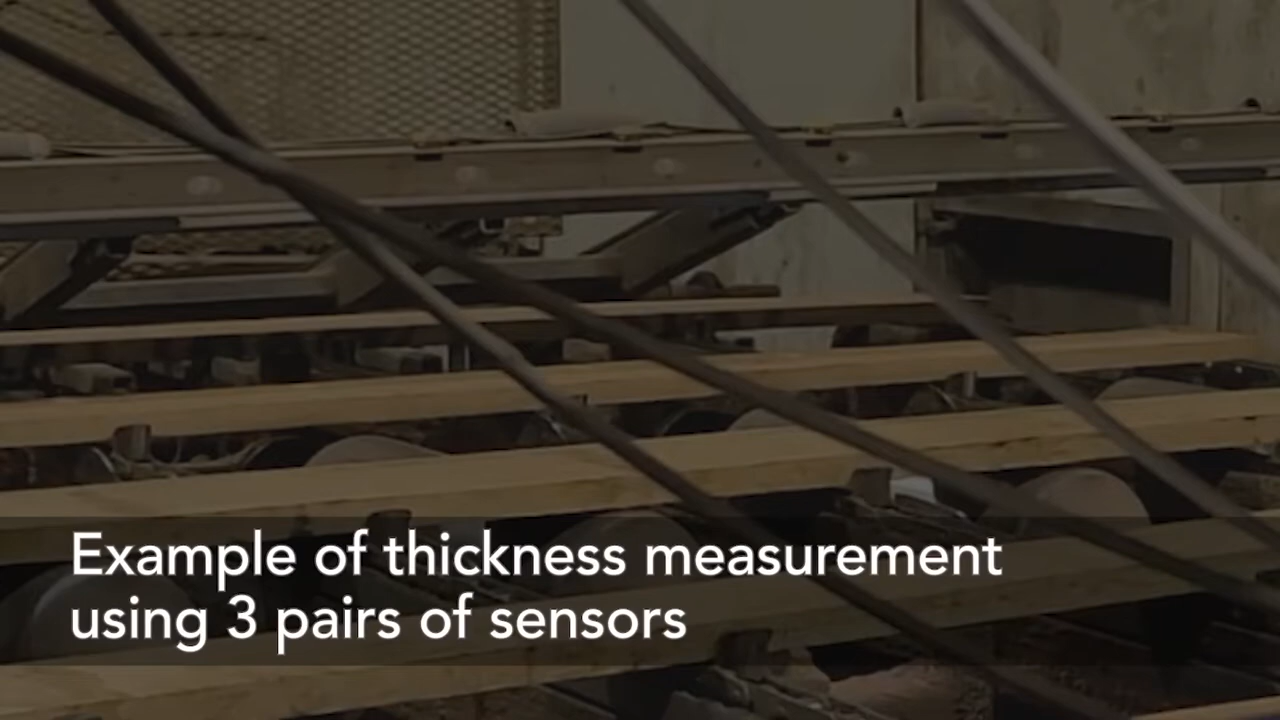 Example of thickness measurement
using 3 pairs of sensors